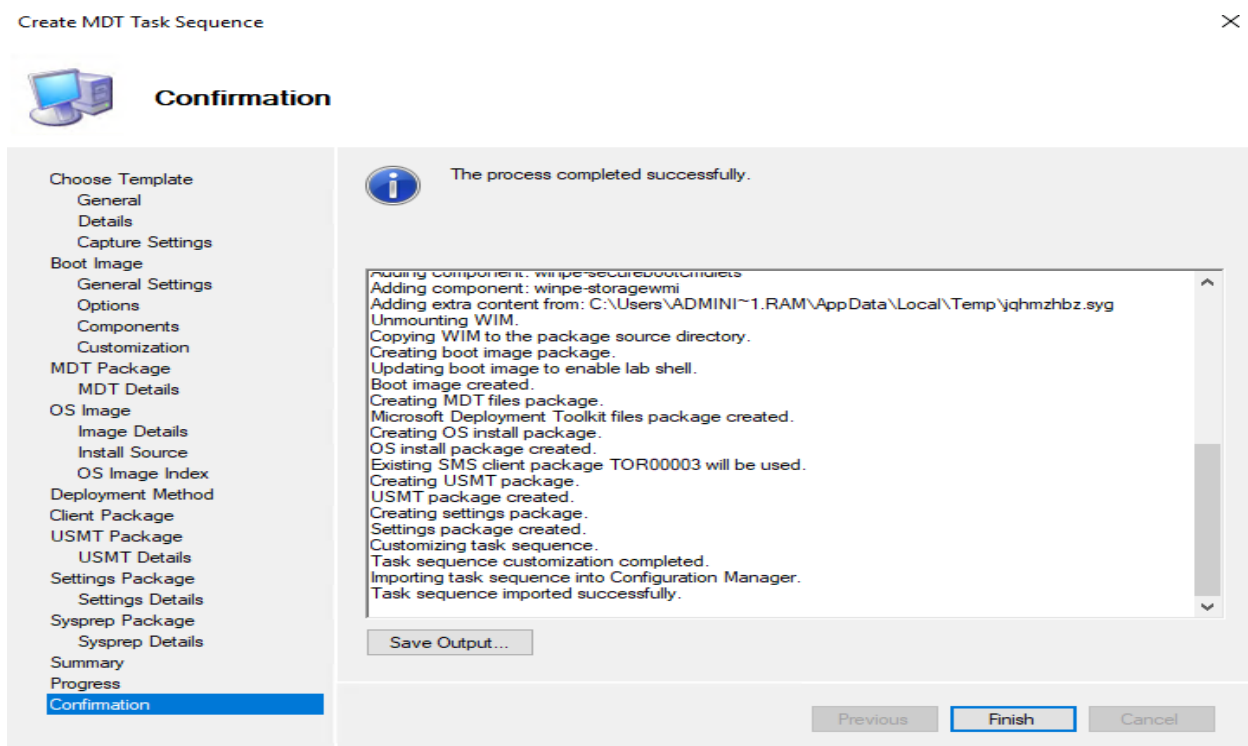 Create MDT Task Sequence
Confirmation
Choose Template
General
Details
Capture Settings
Boot Image
General Settings
Options
Components
Customization
MDT Package
MDT Details
OS Image
Image Details
Install Source
OS Image Index
Deployment Method
Client Package
USMT Package
USMT Details
Settings Package
Settings Details
Sysprep Package
Sysprep Details
Summary
Progress
Confirmation
The process completed successfully.
Adding component: winpe-securebootcmdlets
Adding component: winpe-storagewmi
Adding extra content from: C:\Users\ADMINI~1.RAM\AppData\Local\Temp\jqhmzhbz.syg
Unmounting WIM.
Copying WIM to the package source directory.
Creating boot image package.
Updating boot image to enable lab shell.
Boot image created.
Creating MDT files package.
Microsoft Deployment Toolkit files package created.
Creating OS install package.
OS install package created.
Existing SMS client package TOR00003 will be used.
Creating USMT package.
USMT package created.
Creating settings package.
Settings package created.
Customizing task sequence.
Task sequence customization completed.
Importing task sequence into Configuration Manager.
Task sequence imported successfully.
Save Output...
Previous Finish Cancel